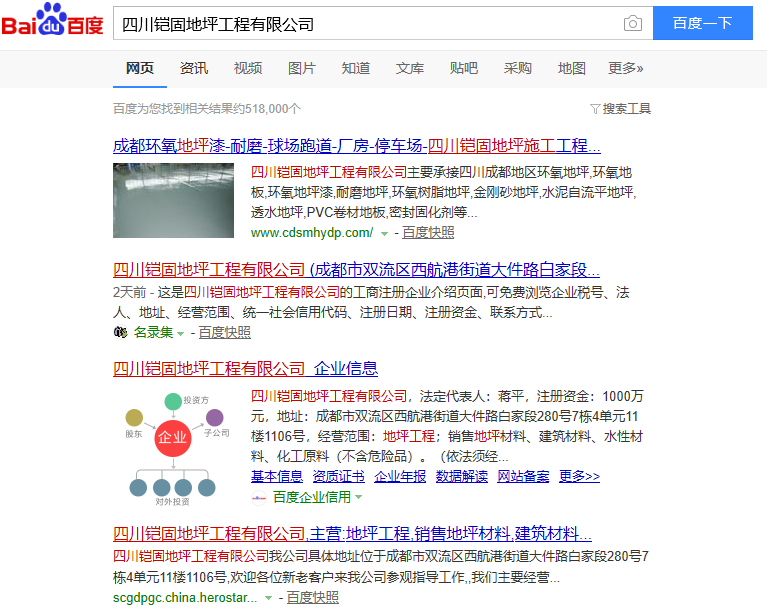 Bai du 百度
四川铠固地坪工程有限公司
百度一下
网页 资讯 视频 图片 知道 文库 贴吧 采购 地图 更多»
百度为您找到相关结果约518,000个
搜索工具
成都环氧地坪漆-耐磨-球场跑道-厂房-停车场-四川铠固地坪施工工程...
四川铠固地坪工程有限公司主要承接四川成都地区环氧地坪,环氧地
板,环氧地坪漆,耐磨地坪,环氧树脂地坪,金刚砂地坪,水泥自流平地坪,
透水地坪,PVC卷材地板,密封固化剂等...
www.cdsmhydp.com/ - 百度快照
四川铠固地坪工程有限公司 (成都市双流区西航港街道大件路白家段...
2天前 - 这是四川铠固地坪工程有限公司的工商注册企业介绍页面,可免费浏览企业税号、法
人、地址、经营范围、统一社会信用代码、注册日期、注册资金、联系方式...
名录集 - 百度快照
四川铠固地坪工程有限公司_企业信息
投资方
股东
企业
子公司
对外投资
四川铠固地坪工程有限公司，法定代表人：蒋平，注册资金：1000万
元，地址：成都市双流区西航港街道大件路白家段280号7栋4单元11
楼1106号，经营范围：地坪工程；销售地坪材料、建筑材料、水性材
料、化工原料（不含危险品）。（依法须经...
基本信息 资质证书 企业年报 数据解读 网站备案 更多>>
百度企业信用
四川铠固地坪工程有限公司,主营:地坪工程,销售地坪材料,建筑材料...
四川铠固地坪工程有限公司我公司具体地址位于成都市双流区西航港街道大件路白家段280号7
栋4单元11楼1106号,欢迎各位新老客户来我公司参观指导工作,,我们主要经营...
scgdpgc.china.herostar... - 百度快照